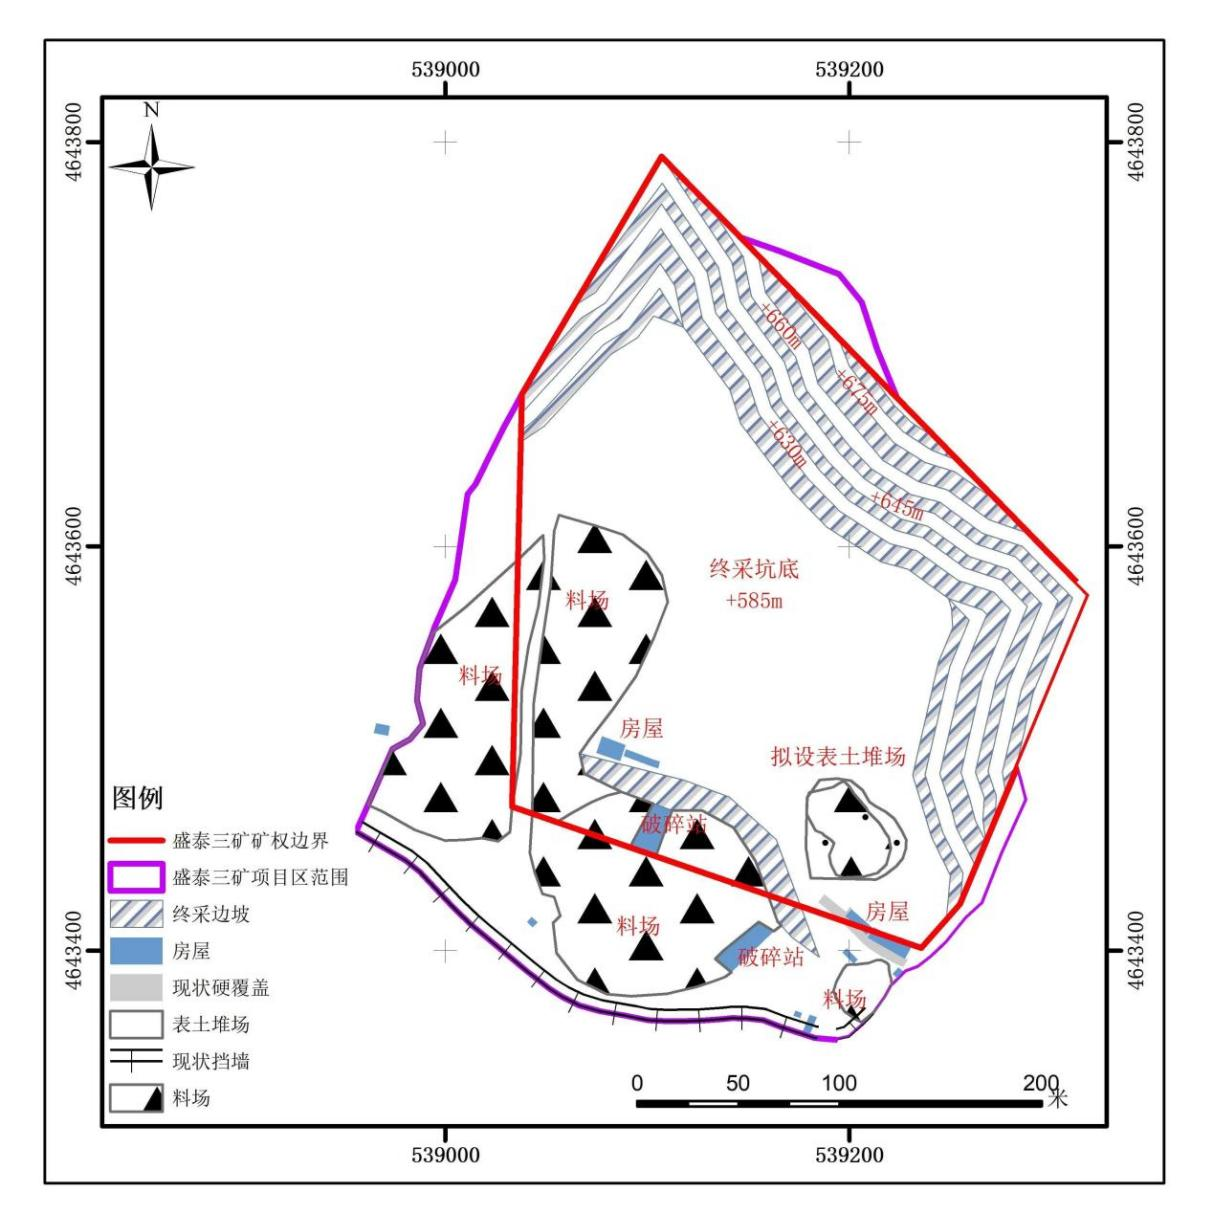 539000
539200
4643800
4643800
N
+660m
+675m
+630m
+645m
4643600
4643600
终采坑底
+585m
料场
料场
房屋
拟设表土堆场
破碎站
房屋
料场
破碎站
料场
4643400
4643400
图例
盛泰三矿矿权边界
盛泰三矿项目区范围
终采边坡
房屋
现状硬覆盖
表土堆场
现状挡墙
料场
0 50 100 200
米
539000
539200